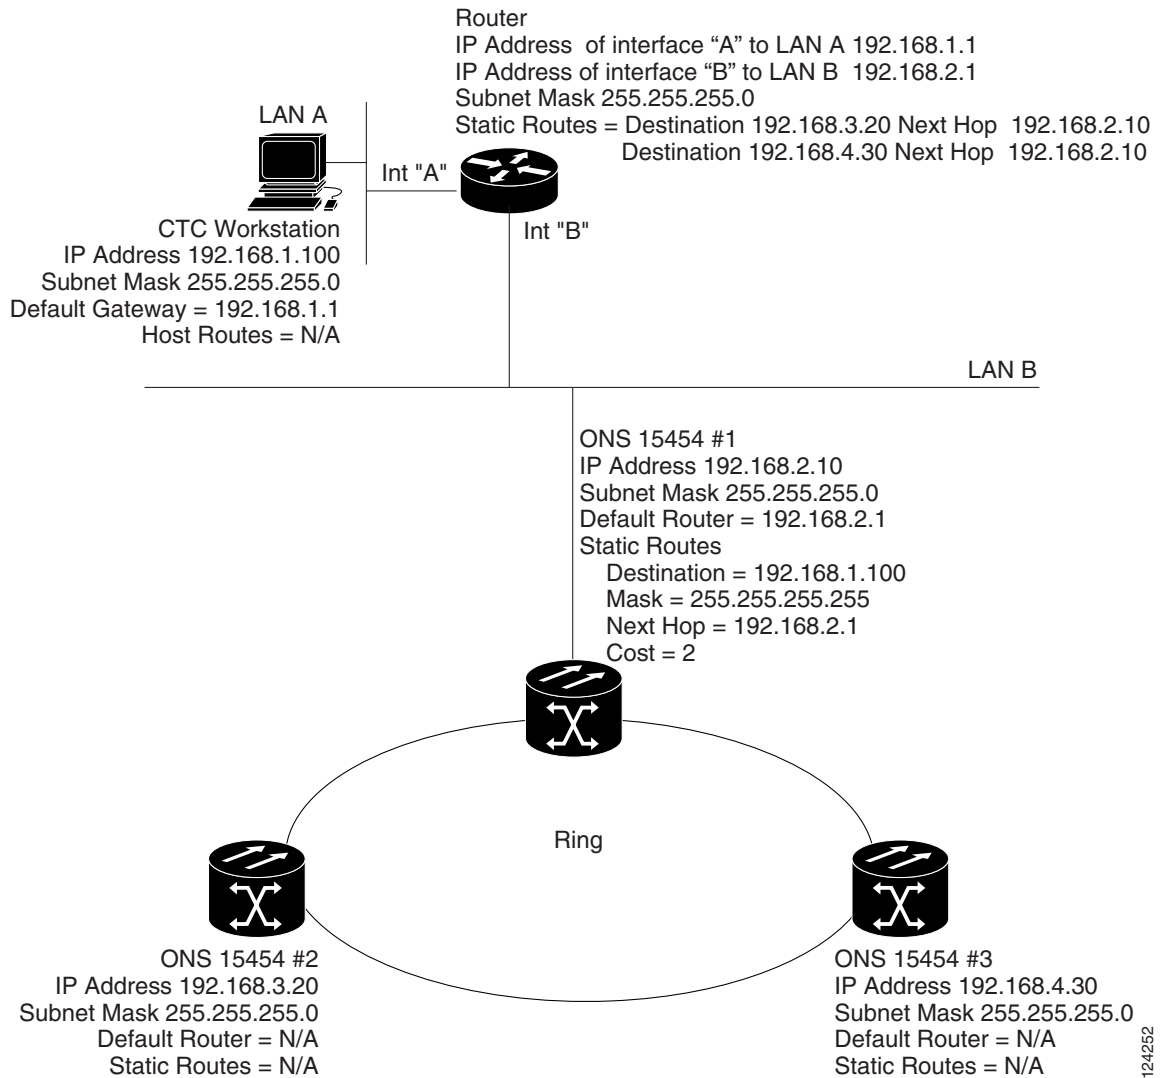 Router
IP Address of interface “A” to LAN A 192.168.1.1
IP Address of interface “B” to LAN B 192.168.2.1
Subnet Mask 255.255.255.0
Static Routes = Destination 192.168.3.20 Next Hop 192.168.2.10
Destination 192.168.4.30 Next Hop 192.168.2.10
LAN A
Int "A"
Int "B"
CTC Workstation
IP Address 192.168.1.100
Subnet Mask 255.255.255.0
Default Gateway = 192.168.1.1
Host Routes = N/A
LAN B
ONS 15454 #1
IP Address 192.168.2.10
Subnet Mask 255.255.255.0
Default Router = 192.168.2.1
Static Routes
Destination = 192.168.1.100
Mask = 255.255.255.255
Next Hop = 192.168.2.1
Cost = 2
Ring
ONS 15454 #2
IP Address 192.168.3.20
Subnet Mask 255.255.255.0
Default Router = N/A
Static Routes = N/A
ONS 15454 #3
IP Address 192.168.4.30
Subnet Mask 255.255.255.0
Default Router = N/A
Static Routes = N/A
124252